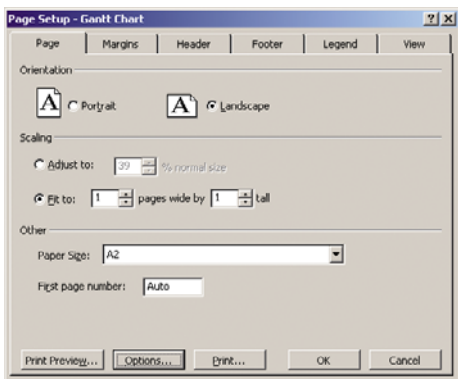 Page Setup - Gantt Chart
Page Margins Header Footer Legend View
Orientation
A Portrait A Landscape
Scaling
Adjust to: 39 % normal size
Fit to: 1 pages wide by 1 tall
Other
Paper Size: A2
First page number: Auto
Print Preview... Options... Print... OK Cancel